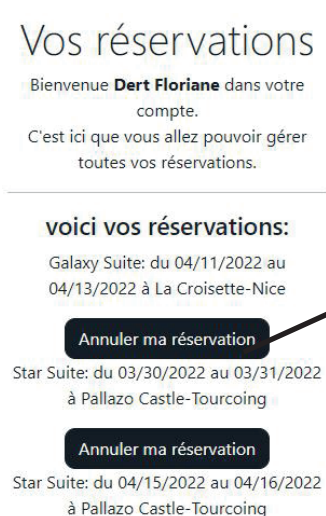 Vos réservations
Bienvenue Dert Floriane dans votre
compte.
C'est ici que vous allez pouvoir gérer
toutes vos réservations.
voici vos réservations:
Galaxy Suite: du 04/11/2022 au
04/13/2022 à La Croisette-Nice
Annuler ma réservation
Star Suite: du 03/30/2022 au 03/31/2022
à Pallazo Castle-Tourcoing
Annuler ma réservation
Star Suite: du 04/15/2022 au 04/16/2022
à Pallazo Castle-Tourcoing